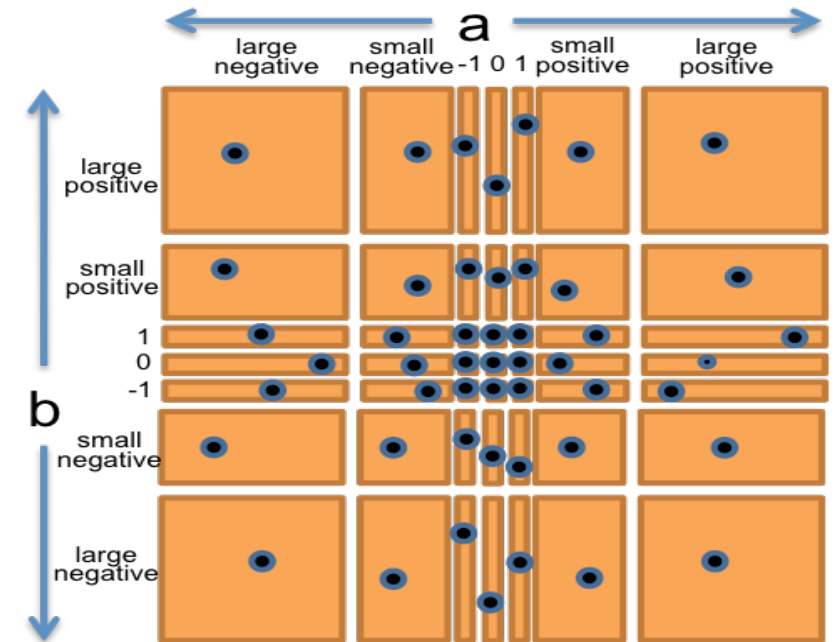 a
large
negative
small
negative
-1 0 1
small
positive
large
positive
large
positive
small
positive
1
0
-1
b
small
negative
large
negative